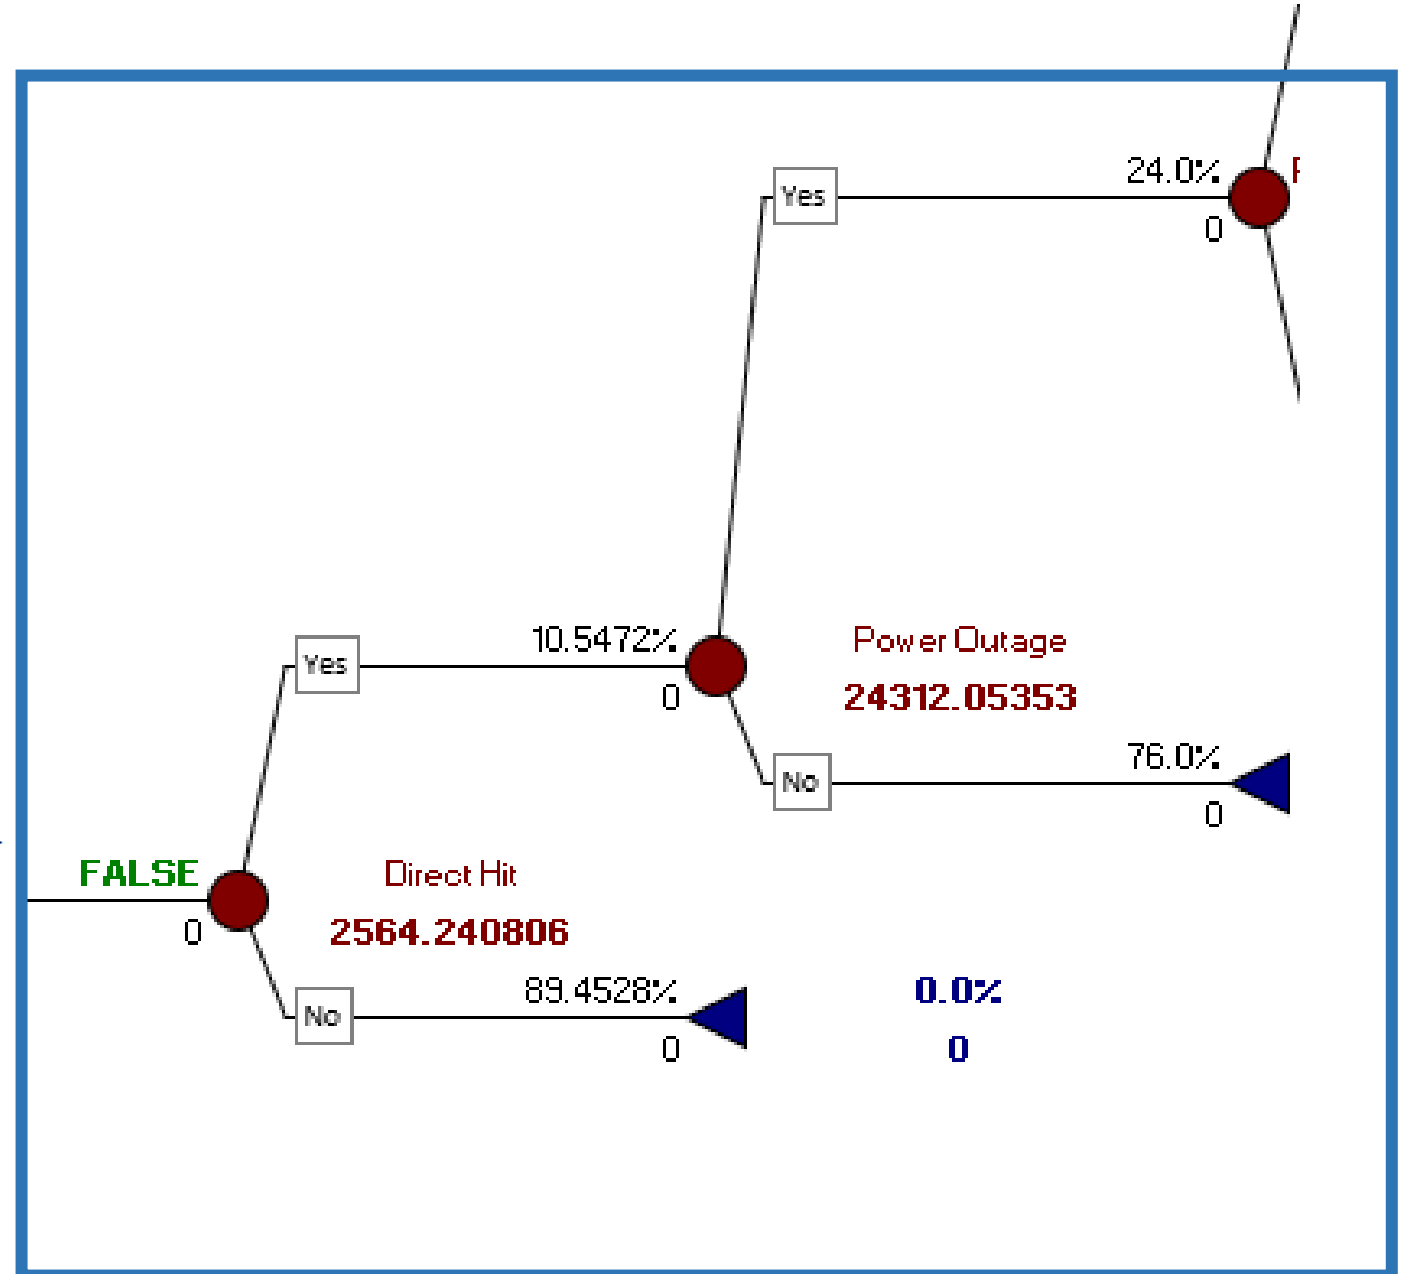 24.0%
Yes
0
10.5472%
Power Outage
Yes
0
24312.05353
76.0%
No
0
FALSE
Direct Hit
0
2564.240806
89.4528%
0.0%
No
0
0